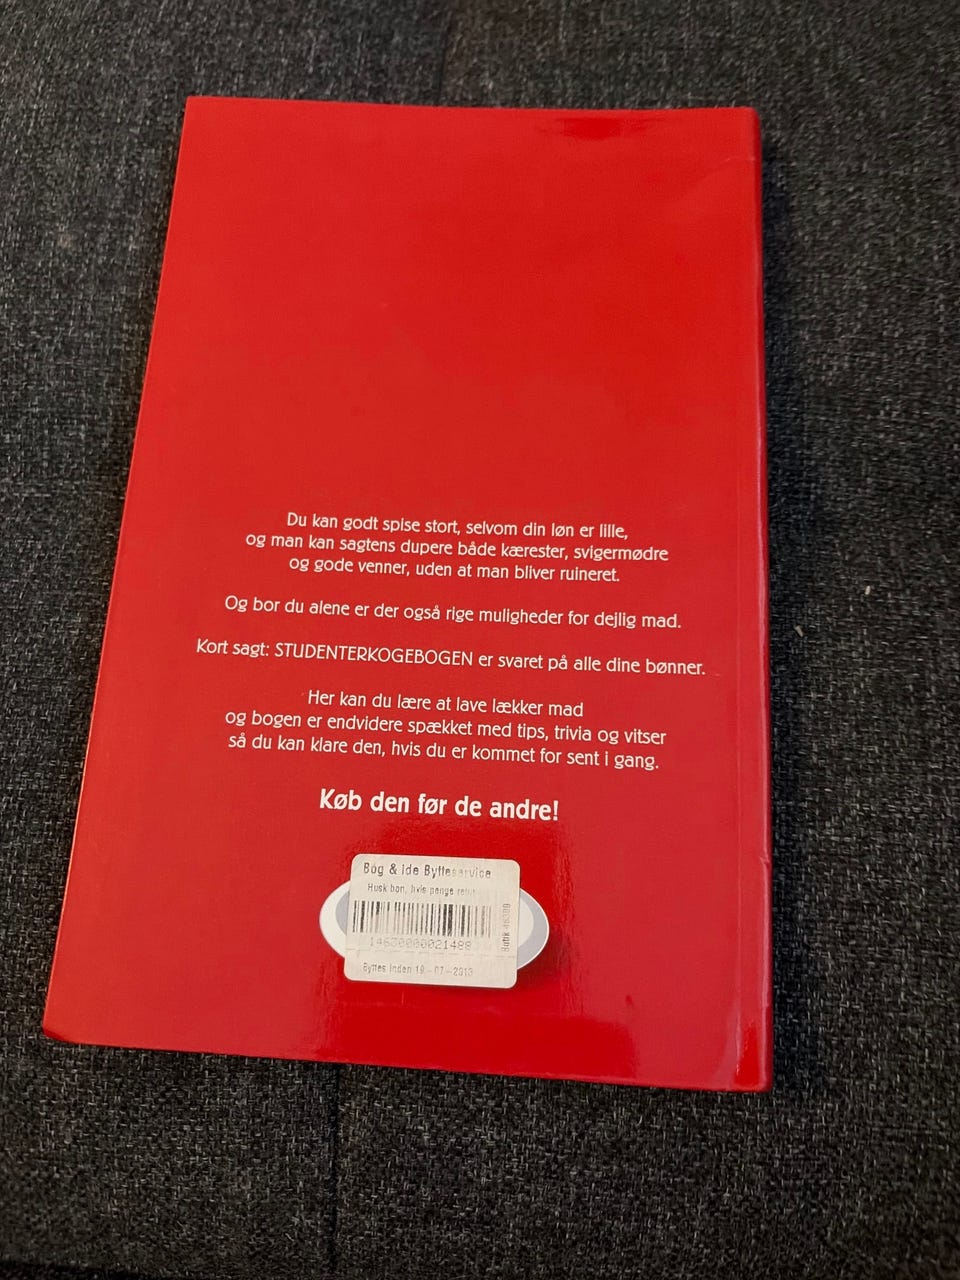 Du kan godt spise stort, selvom din løn er lille,
og man kan sagtens dupere både kærester, svigermødre
og gode venner, uden at man bliver ruineret.
Og bor du alene er der også rige muligheder for dejlig mad.
Kort sagt: STUDENTERKOGEBOGEN er svaret på alle dine bønner.
Her kan du lære at lave lækker mad
og bogen er endvidere spækket med tips, trivia og vitser
så du kan klare den, hvis du er kommet for sent i gang.
Køb den før de andre!
Bog & ide Bytteservice
Husk bon, hvis penge
14630000021488
Byttes inden 19-07-2013
Butik